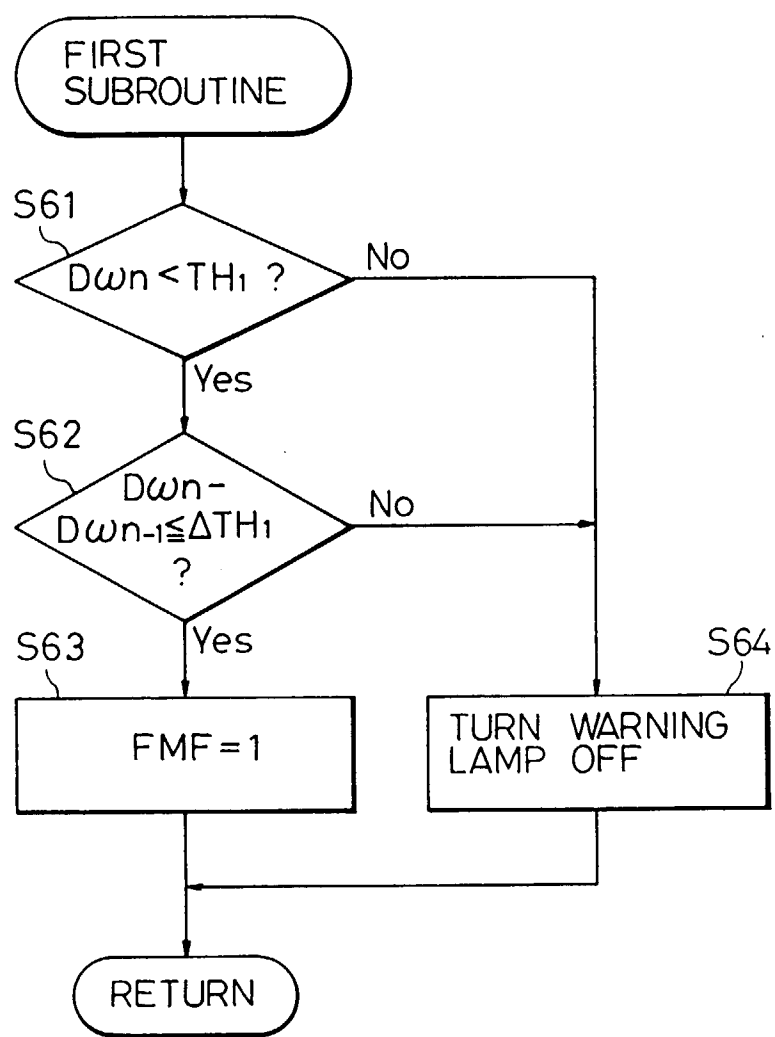 FIRST
SUBROUTINE
S61
Dωn < TH₁ ?
No
Yes
S62
Dωn-
Dωn-1≦ΔTH₁
?
No
Yes
S63
FMF=1
S64
TURN WARNING
LAMP OFF
RETURN